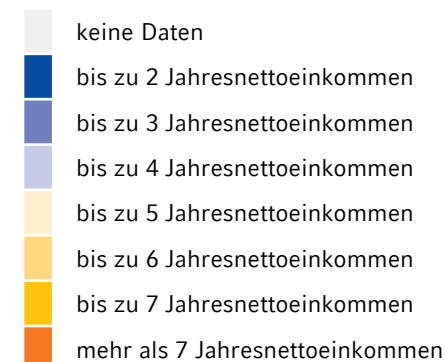 keine Daten
bis zu 2 Jahresnettoeinkommen
bis zu 3 Jahresnettoeinkommen
bis zu 4 Jahresnettoeinkommen
bis zu 5 Jahresnettoeinkommen
bis zu 6 Jahresnettoeinkommen
bis zu 7 Jahresnettoeinkommen
mehr als 7 Jahresnettoeinkommen